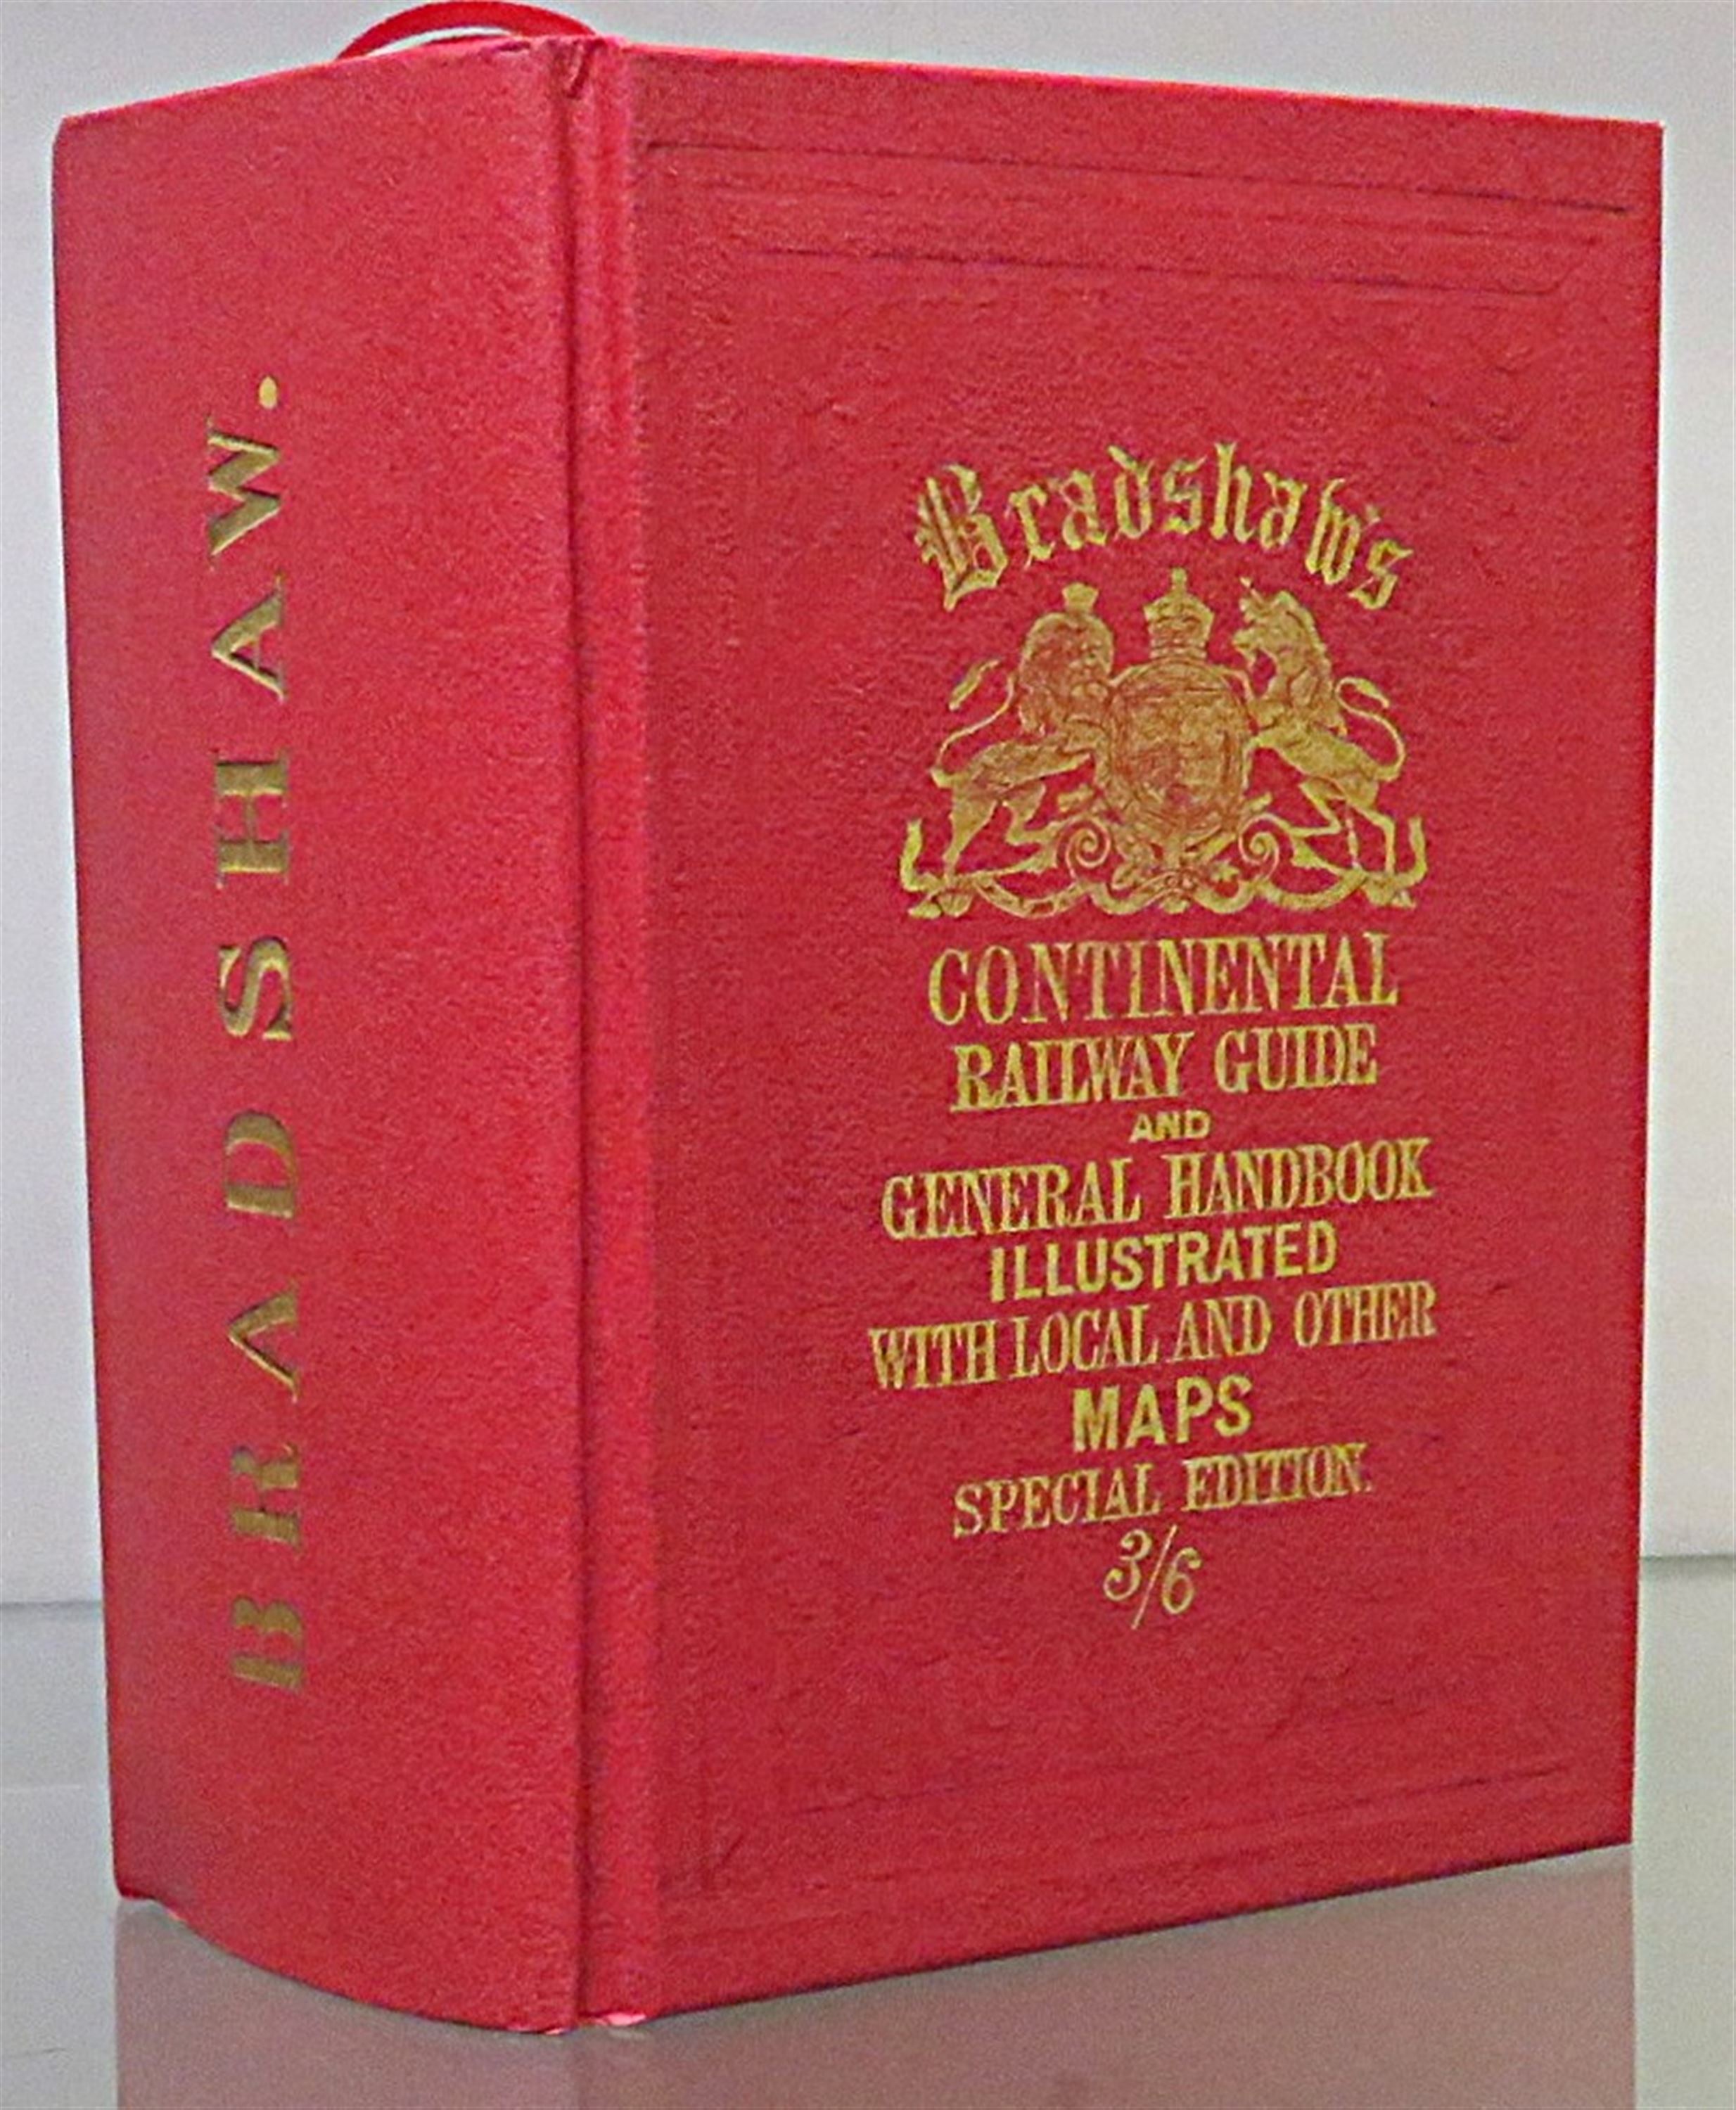 BRADSHAW.
Bradshaw's
CONTINENTAL
RAILWAY GUIDE
AND
GENERAL HANDBOOK
ILLUSTRATED
WITH LOCAL AND OTHER
MAPS
SPECIAL EDITION.
3/6